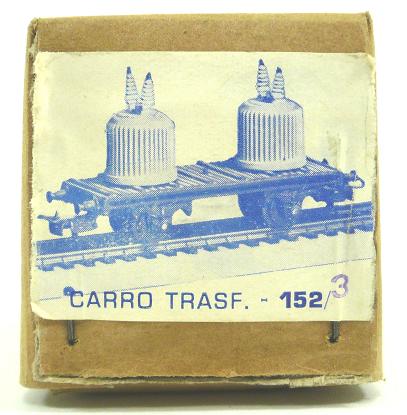 CARRO TRASF. - 152/3